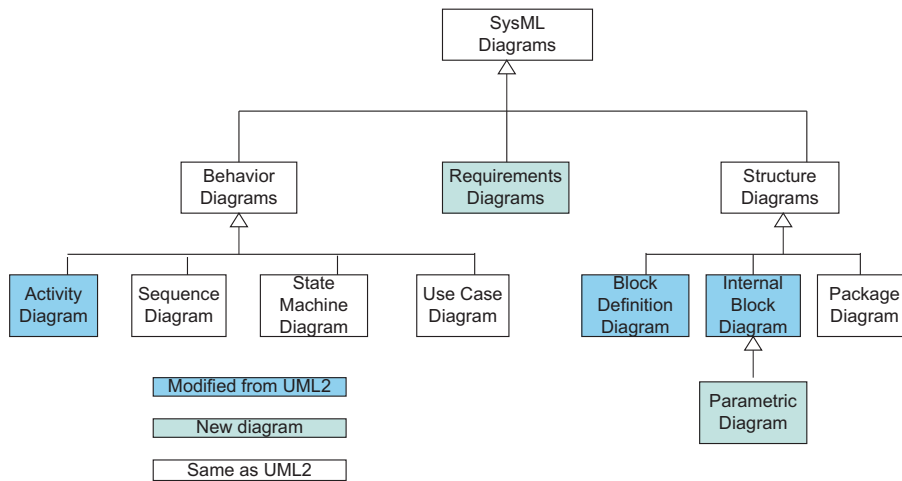 SysML
Diagrams
Behavior
Diagrams
Requirements
Diagrams
Structure
Diagrams
Activity
Diagram
Sequence
Diagram
State
Machine
Diagram
Use Case
Diagram
Block
Definition
Diagram
Internal
Block
Diagram
Package
Diagram
Parametric
Diagram
Modified from UML2
New diagram
Same as UML2